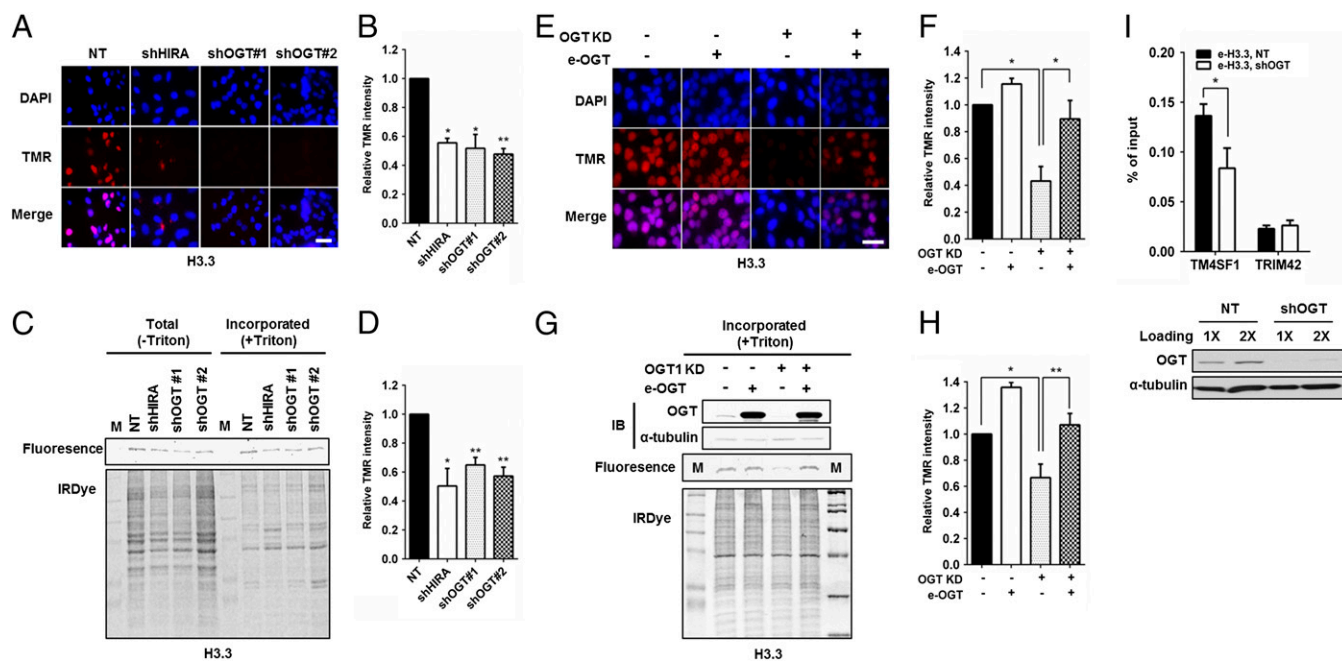 A
NT shHIRA shOGT#1 shOGT#2
DAPI
TMR
Merge
H3.3
B
Relative TMR intensity
1.2
1.0
0.8
0.6
0.4
0.2
0.0
* * **
NT shHIRA shOGT#1 shOGT#2
C
Total Incorporated
(-Triton) (+Triton)
M NT shHIRA shOGT #1 shOGT #2 M NT shHIRA shOGT #1 shOGT #2
Fluoresence
IRDye
H3.3
D
Relative TMR intensity
1.2
1.0
0.8
0.6
0.4
0.2
0.0
* ** **
NT shHIRA shOGT#1 shOGT#2
E
OGT KD - - + +
e-OGT - + - +
DAPI
TMR
Merge
H3.3
F
Relative TMR intensity
1.4
1.2
1.0
0.8
0.6
0.4
0.2
0.0
* *
OGT KD - - + +
e-OGT - + - +
G
Incorporated
(+Triton)
OGT1 KD - - + +
e-OGT - + - +
IB
OGT
α-tubulin
Fluoresence M M
IRDye
H3.3
H
Relative TMR intensity
1.4
1.2
1.0
0.8
0.6
0.4
0.2
0.0
* **
OGT KD - - + +
e-OGT - + - +
I
% of input
0.20
0.15
0.10
0.05
0.00
e-H3.3, NT
e-H3.3, shOGT
*
TM4SF1 TRIM42
NT shOGT
Loading 1X 2X 1X 2X
OGT
α-tubulin